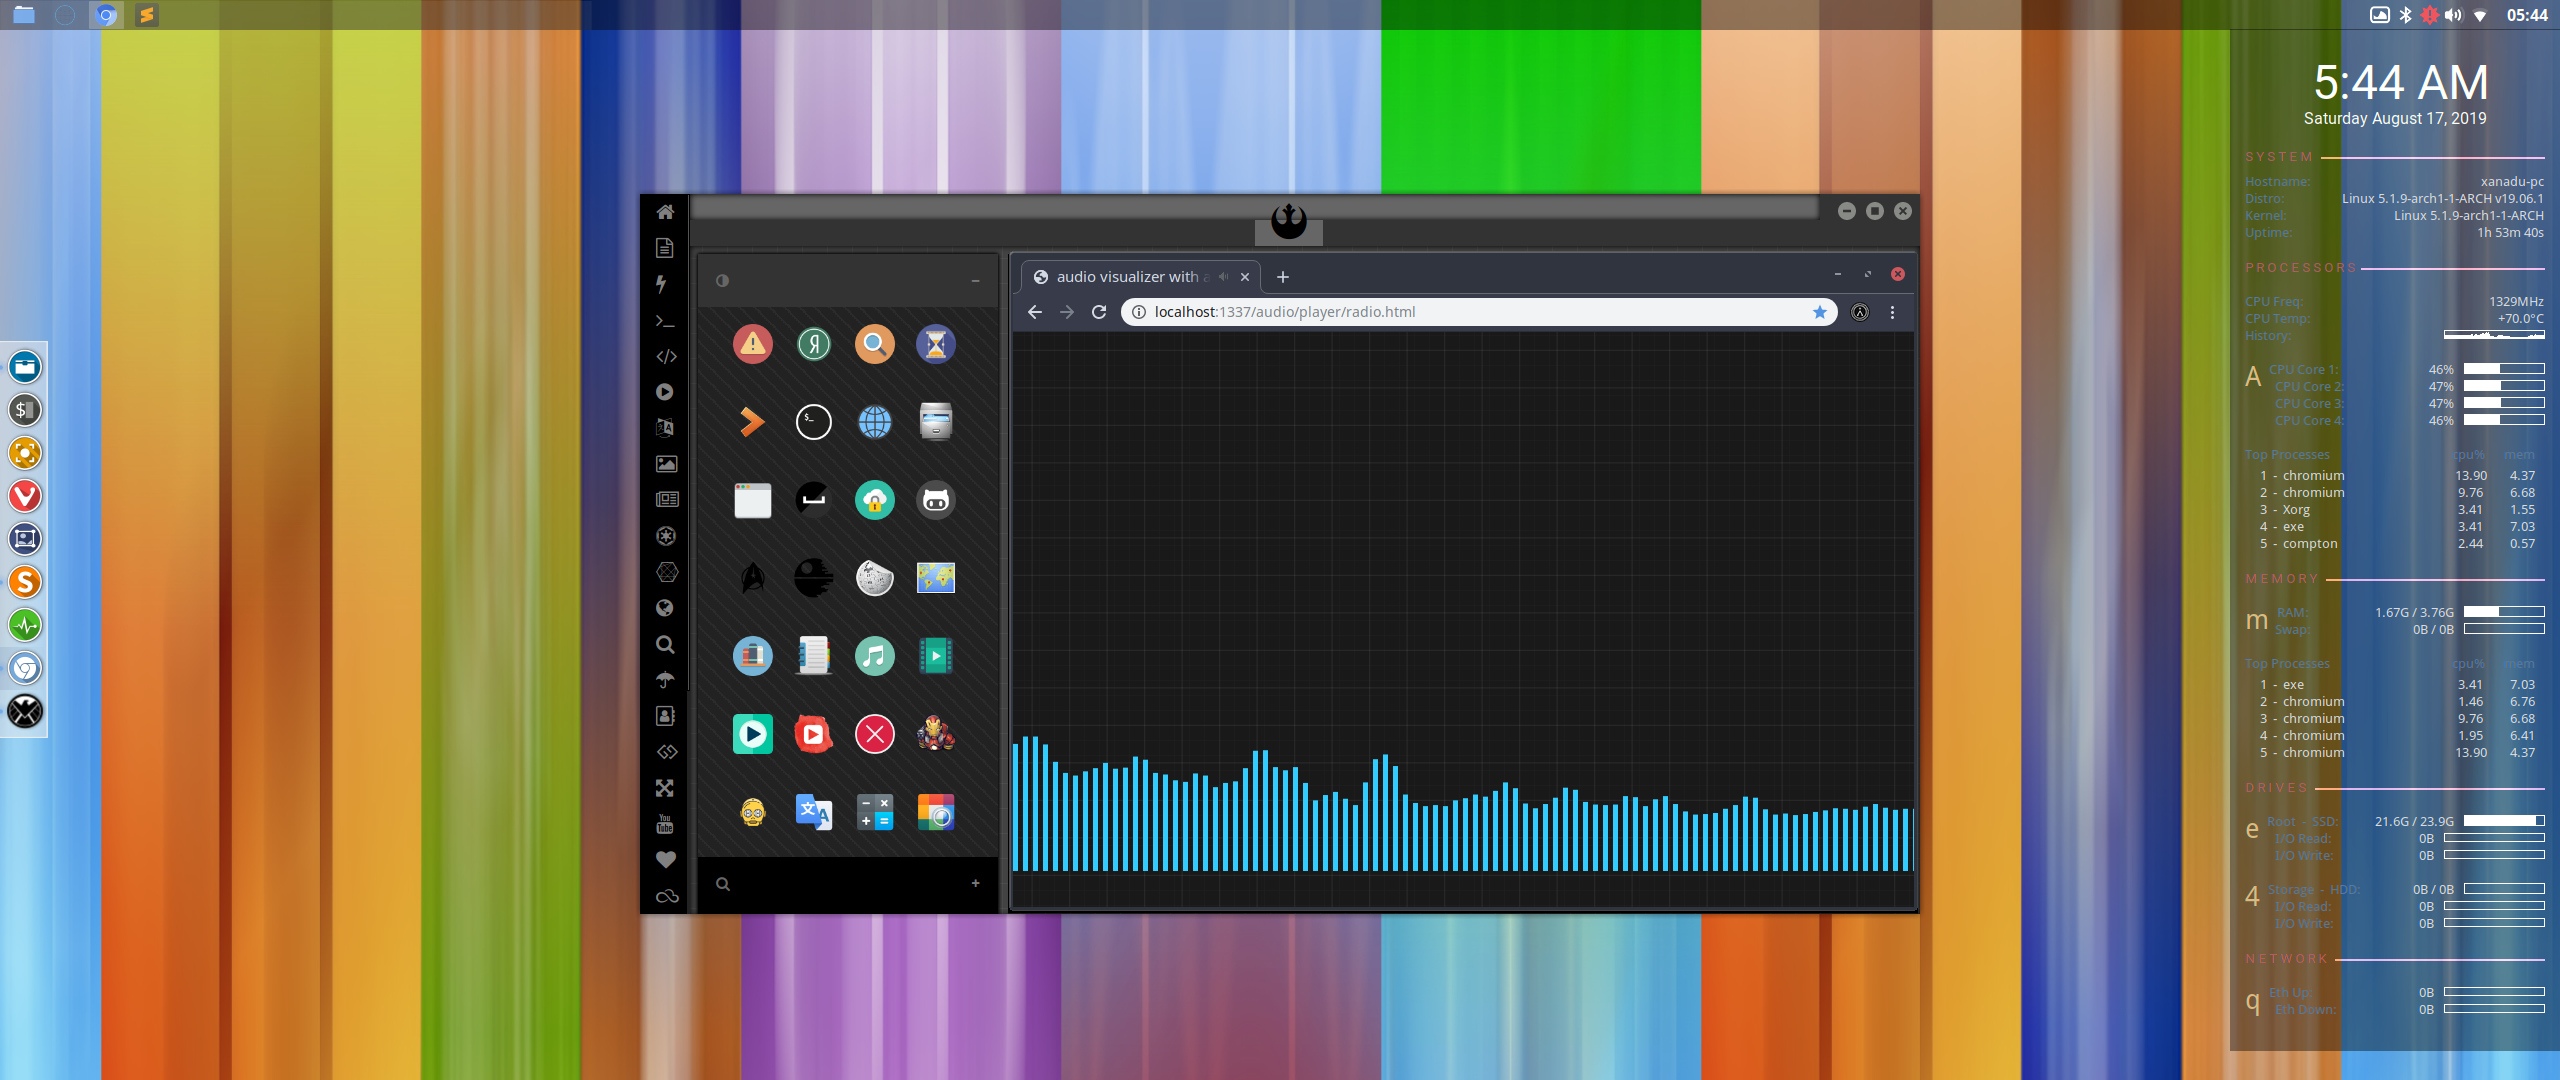 05:44
5:44 AM
Saturday August 17, 2019
SYSTEM
Hostname: xanadu-pc
Distro: Linux 5.1.9-arch1-1-ARCH v19.06.1
Kernel: Linux 5.1.9-arch1-1-ARCH
Uptime: 1h 53m 40s
PROCESSORS
CPU Freq: 1329MHz
CPU Temp: +70.0°C
History:
A CPU Core 1: 46%
CPU Core 2: 47%
CPU Core 3: 47%
CPU Core 4: 46%
Top Processes cpu% mem
1 - chromium 13.90 4.37
2 - chromium 9.76 6.68
3 - Xorg 3.41 1.55
4 - exe 3.41 7.03
5 - compton 2.44 0.57
MEMORY
m RAM: 1.67G / 3.76G
Swap: 0B / 0B
Top Processes cpu% mem
1 - exe 3.41 7.03
2 - chromium 1.46 6.76
3 - chromium 9.76 6.68
4 - chromium 1.95 6.41
5 - chromium 13.90 4.37
DRIVES
e Root - SSD: 21.6G / 23.9G
I/O Read: 0B
I/O Write: 0B
4 Storage - HDD: 0B / 0B
I/O Read: 0B
I/O Write: 0B
NETWORK
q Eth Up: 0B
Eth Down: 0B
audio visualizer with
localhost:1337/audio/player/radio.html
You
Tube